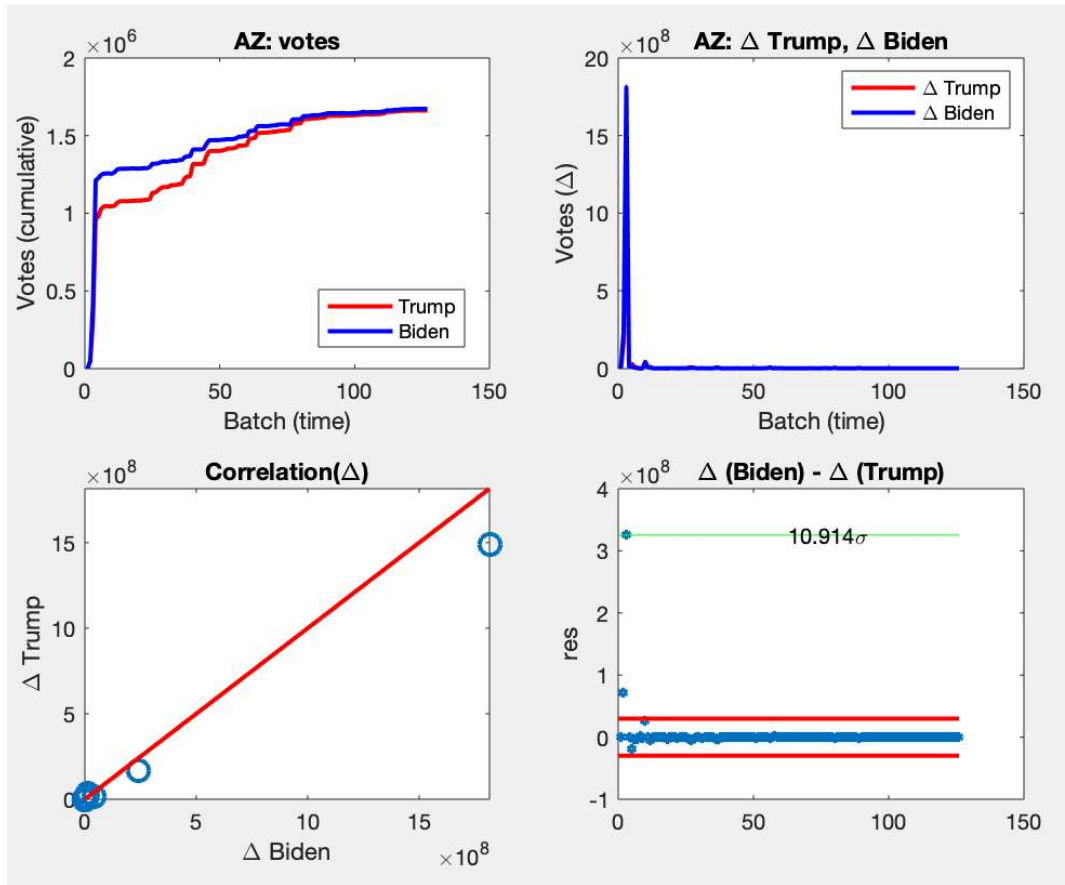 AZ: votes
×10^6
2
1.5
1
0.5
0
Votes (cumulative)
Trump
Biden
0
50
100
150
Batch (time)
AZ: Δ Trump, Δ Biden
×10^8
20
15
10
5
0
Votes (Δ)
Δ Trump
Δ Biden
0
50
100
150
Batch (time)
Correlation(Δ)
×10^8
15
10
5
0
Δ Trump
0
5
10
15
Δ Biden
×10^8
Δ (Biden) - Δ (Trump)
×10^8
4
3
2
1
0
-1
res
10.914σ
0
50
100
150